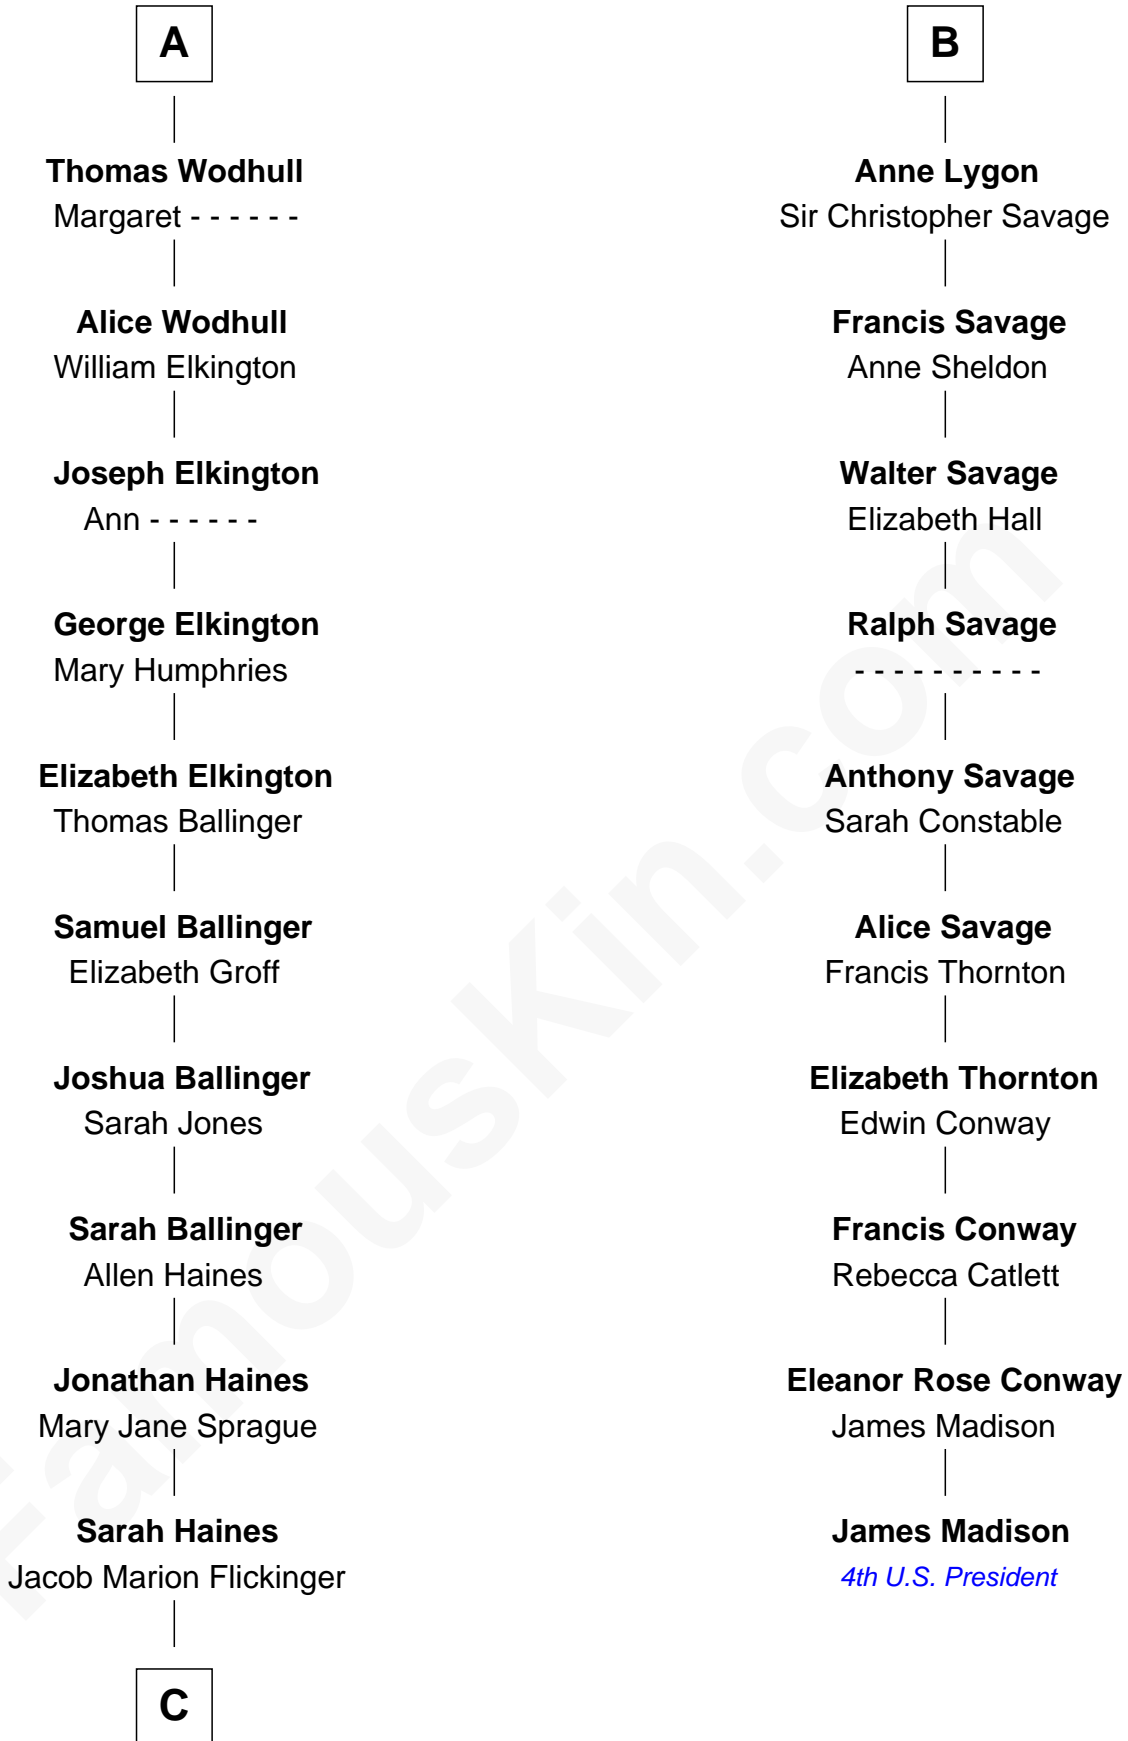 A
Thomas Wodhull
Margaret - - - - - -
Alice Wodhull
William Elkington
Joseph Elkington
Ann - - - - - -
George Elkington
Mary Humphries
Elizabeth Elkington
Thomas Ballinger
Samuel Ballinger
Elizabeth Groff
Joshua Ballinger
Sarah Jones
Sarah Ballinger
Allen Haines
Jonathan Haines
Mary Jane Sprague
Sarah Haines
Jacob Marion Flickinger
C
B
Anne Lygon
Sir Christopher Savage
Francis Savage
Anne Sheldon
Walter Savage
Elizabeth Hall
Ralph Savage
- - - - - - - - - -
Anthony Savage
Sarah Constable
Alice Savage
Francis Thornton
Elizabeth Thornton
Edwin Conway
Francis Conway
Rebecca Catlett
Eleanor Rose Conway
James Madison
James Madison
4th U.S. President
FamousKin.com